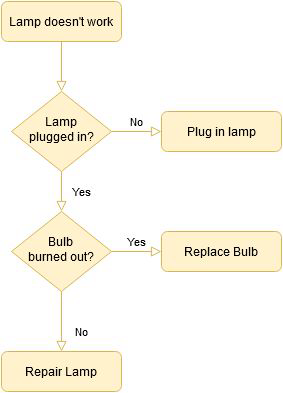 Lamp doesn't work
Lamp
plugged in?
No
Plug in lamp
Yes
Bulb
burned out?
Yes
Replace Bulb
No
Repair Lamp